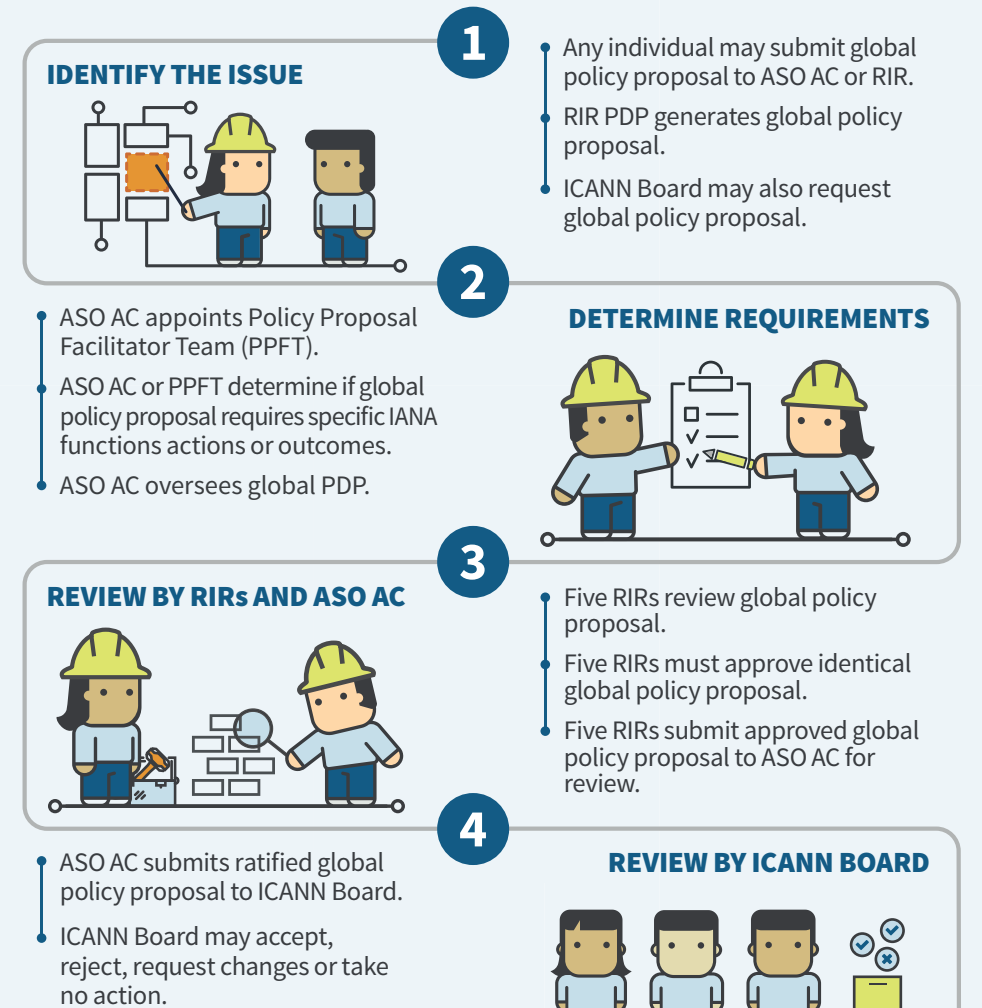 1
IDENTIFY THE ISSUE
Any individual may submit global
policy proposal to ASO AC or RIR.
RIR PDP generates global policy
proposal.
ICANN Board may also request
global policy proposal.
2
DETERMINE REQUIREMENTS
ASO AC appoints Policy Proposal
Facilitator Team (PPFT).
ASO AC or PPFT determine if global
policy proposal requires specific IANA
functions actions or outcomes.
ASO AC oversees global PDP.
3
REVIEW BY RIRs AND ASO AC
Five RIRs review global policy
proposal.
Five RIRs must approve identical
global policy proposal.
Five RIRs submit approved global
policy proposal to ASO AC for
review.
4
REVIEW BY ICANN BOARD
ASO AC submits ratified global
policy proposal to ICANN Board.
ICANN Board may accept,
reject, request changes or take
no action.